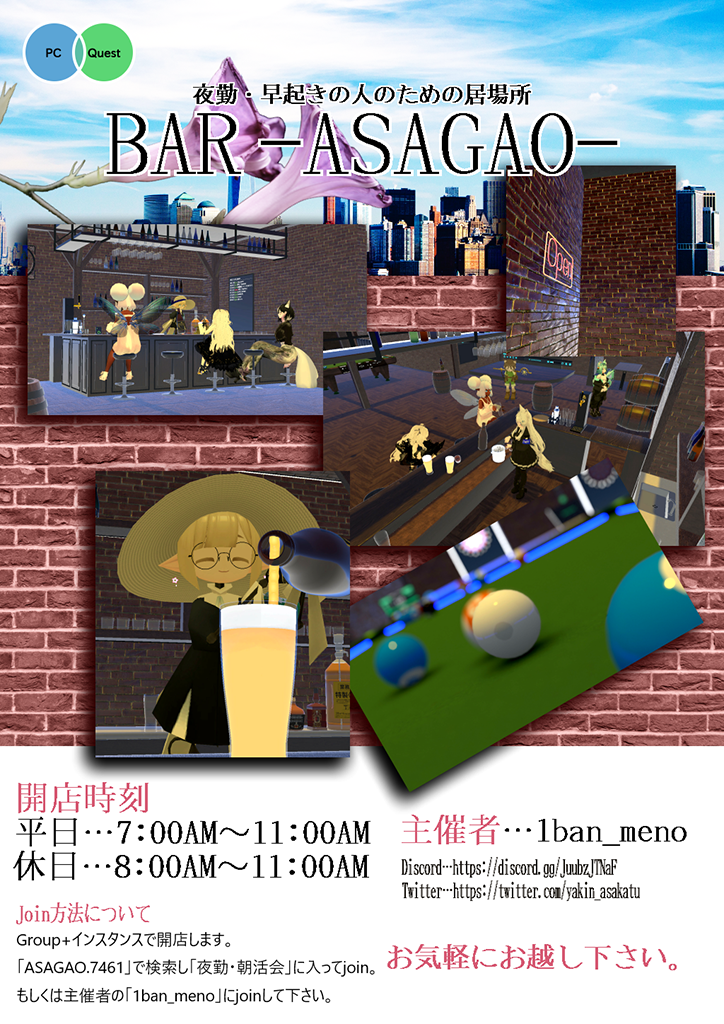 PC Quest
夜勤・早起きの人のための居場所
BAR-ASAGAO-
Open
開店時刻
平日…7:00AM～11:00AM
休日…8:00AM～11:00AM
主催者…1ban_meno
Discord…https://discord.gg/JuubzJTNaF
Twitter…https://twitter.com/yakin_asakatu
Join方法について
Group+インスタンスで開店します。
「ASAGAO.7461」で検索し「夜勤・朝活会」に入ってjoin。
もしくは主催者の「1ban_meno」にjoinして下さい。
お気軽にお越し下さい。